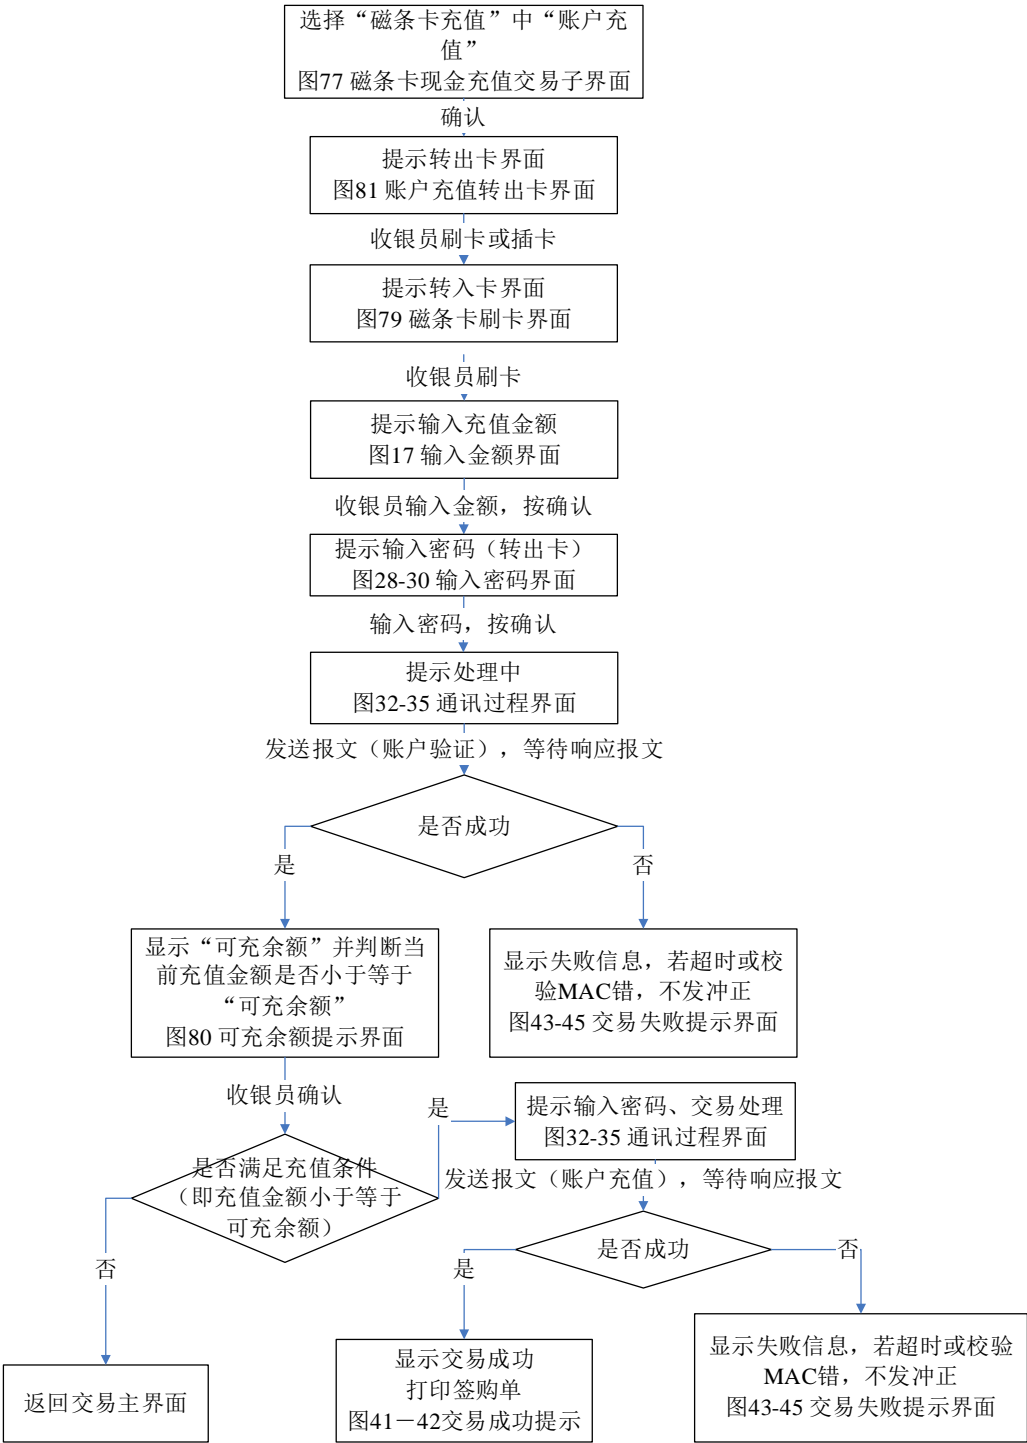 选择“磁条卡充值”中“账户充
值”
图77 磁条卡现金充值交易子界面
确认
提示转出卡界面
图81 账户充值转出卡界面
收银员刷卡或插卡
提示转入卡界面
图79 磁条卡刷卡界面
收银员刷卡
提示输入充值金额
图17 输入金额界面
收银员输入金额，按确认
提示输入密码（转出卡）
图28-30 输入密码界面
输入密码，按确认
提示处理中
图32-35 通讯过程界面
发送报文（账户验证），等待响应报文
是否成功
是
否
显示“可充余额”并判断当
前充值金额是否小于等于
“可充余额”
图80 可充余额提示界面
显示失败信息，若超时或校
验MAC错，不发冲正
图43-45 交易失败提示界面
收银员确认
是
提示输入密码、交易处理
图32-35 通讯过程界面
是否满足充值条件
（即充值金额小于等于
可充余额）
发送报文（账户充值），等待响应报文
是否成功
否
是
否
显示交易成功
打印签购单
图41－42交易成功提示
显示失败信息，若超时或校验
MAC错，不发冲正
图43-45 交易失败提示界面
返回交易主界面